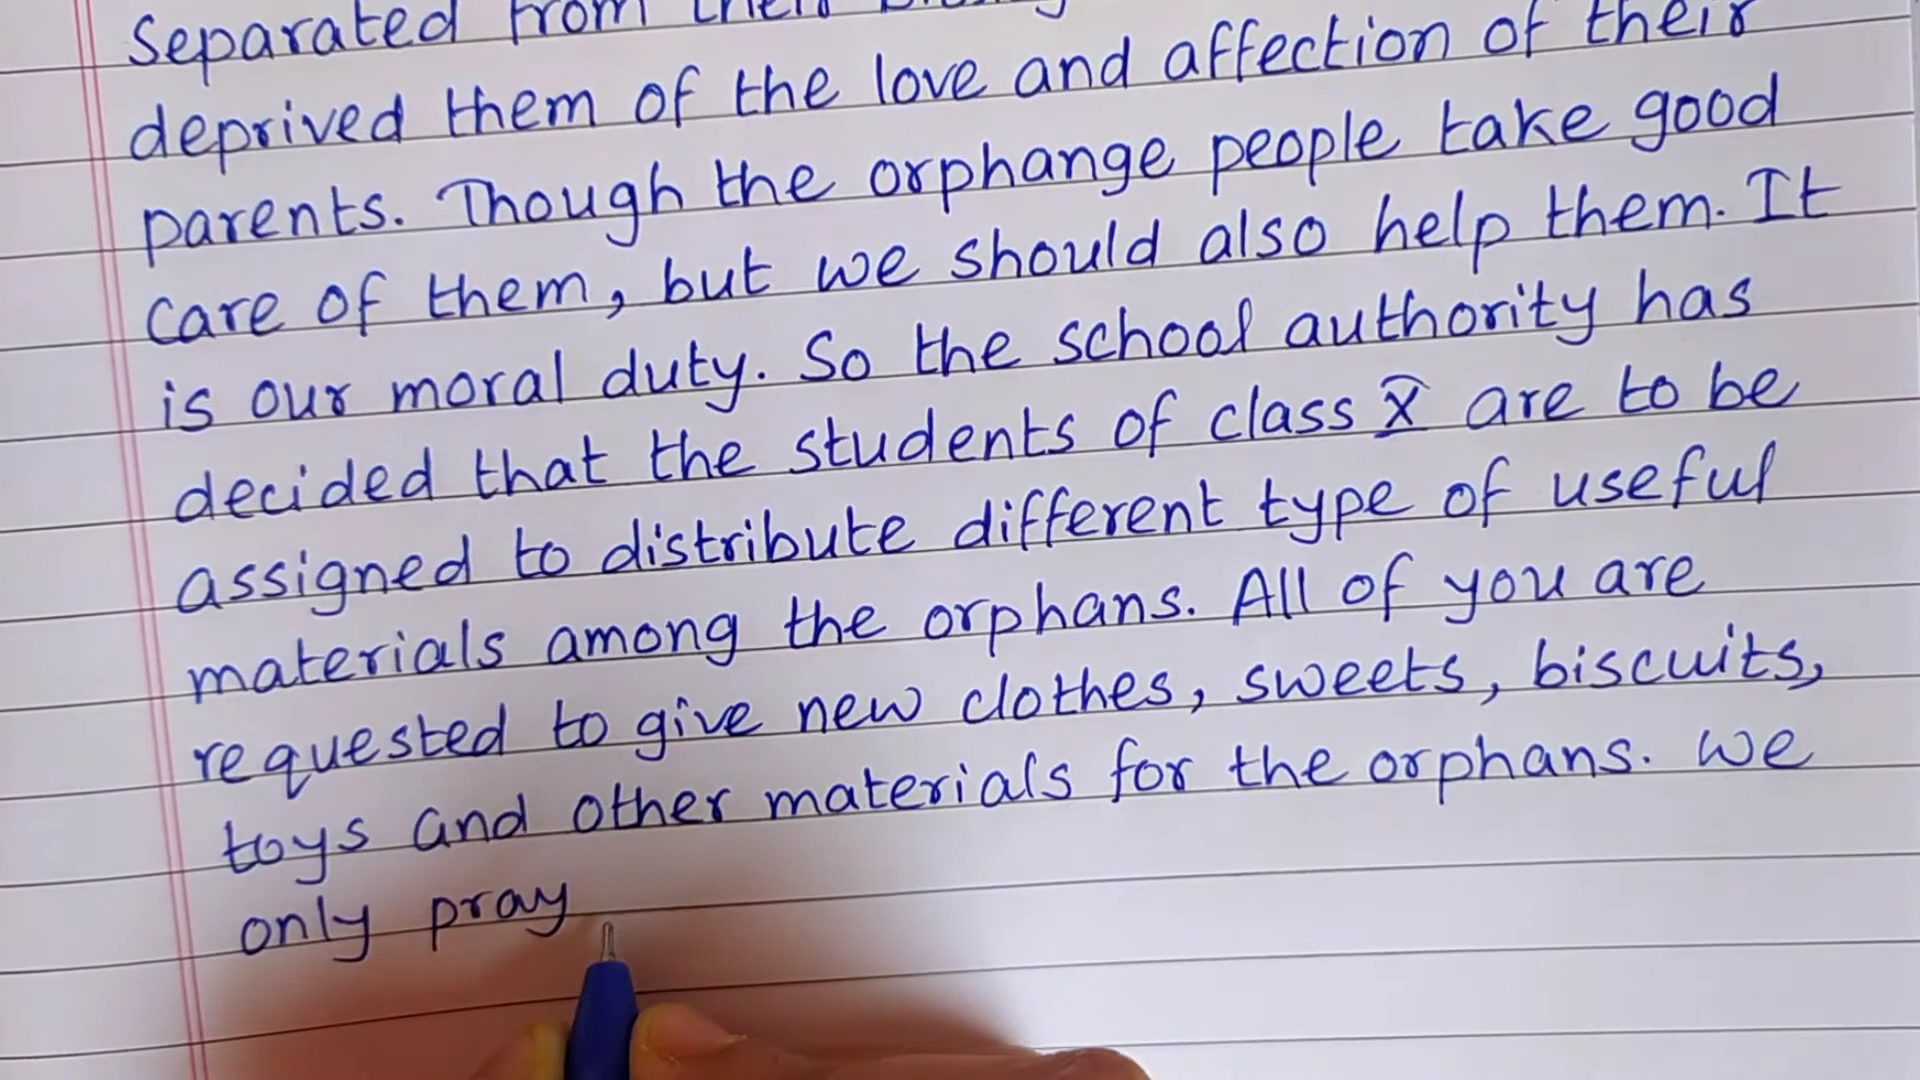 separated from their
deprived them of the love and affection of their
parents. Though the orphange people take good
care of them, but we should also help them. It
is our moral duty. So the school authority has
decided that the students of class X are to be
assigned to distribute different type of useful
materials among the orphans. All of you are
requested to give new clothes, sweets, biscuits,
toys and other materials for the orphans. We
only pray